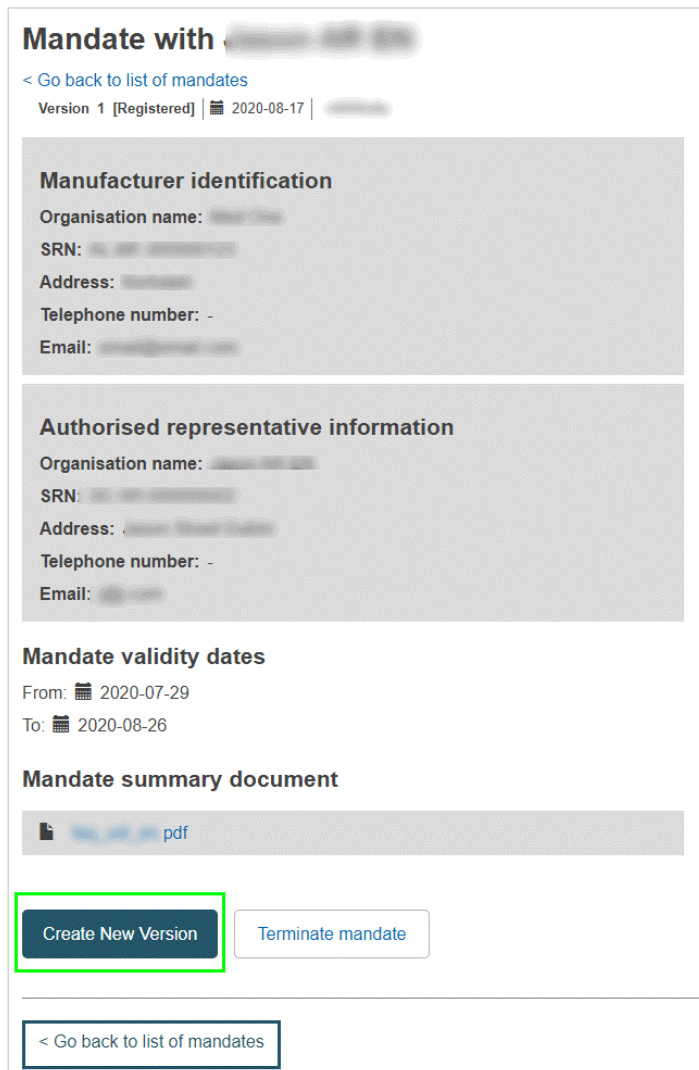 Mandate with
< Go back to list of mandates
Version 1 [Registered] 2020-08-17
Manufacturer identification
Organisation name:
SRN:
Address:
Telephone number: -
Email:
Authorised representative information
Organisation name:
SRN:
Address:
Telephone number: -
Email:
Mandate validity dates
From: 2020-07-29
To: 2020-08-26
Mandate summary document
pdf
Create New Version Terminate mandate
< Go back to list of mandates